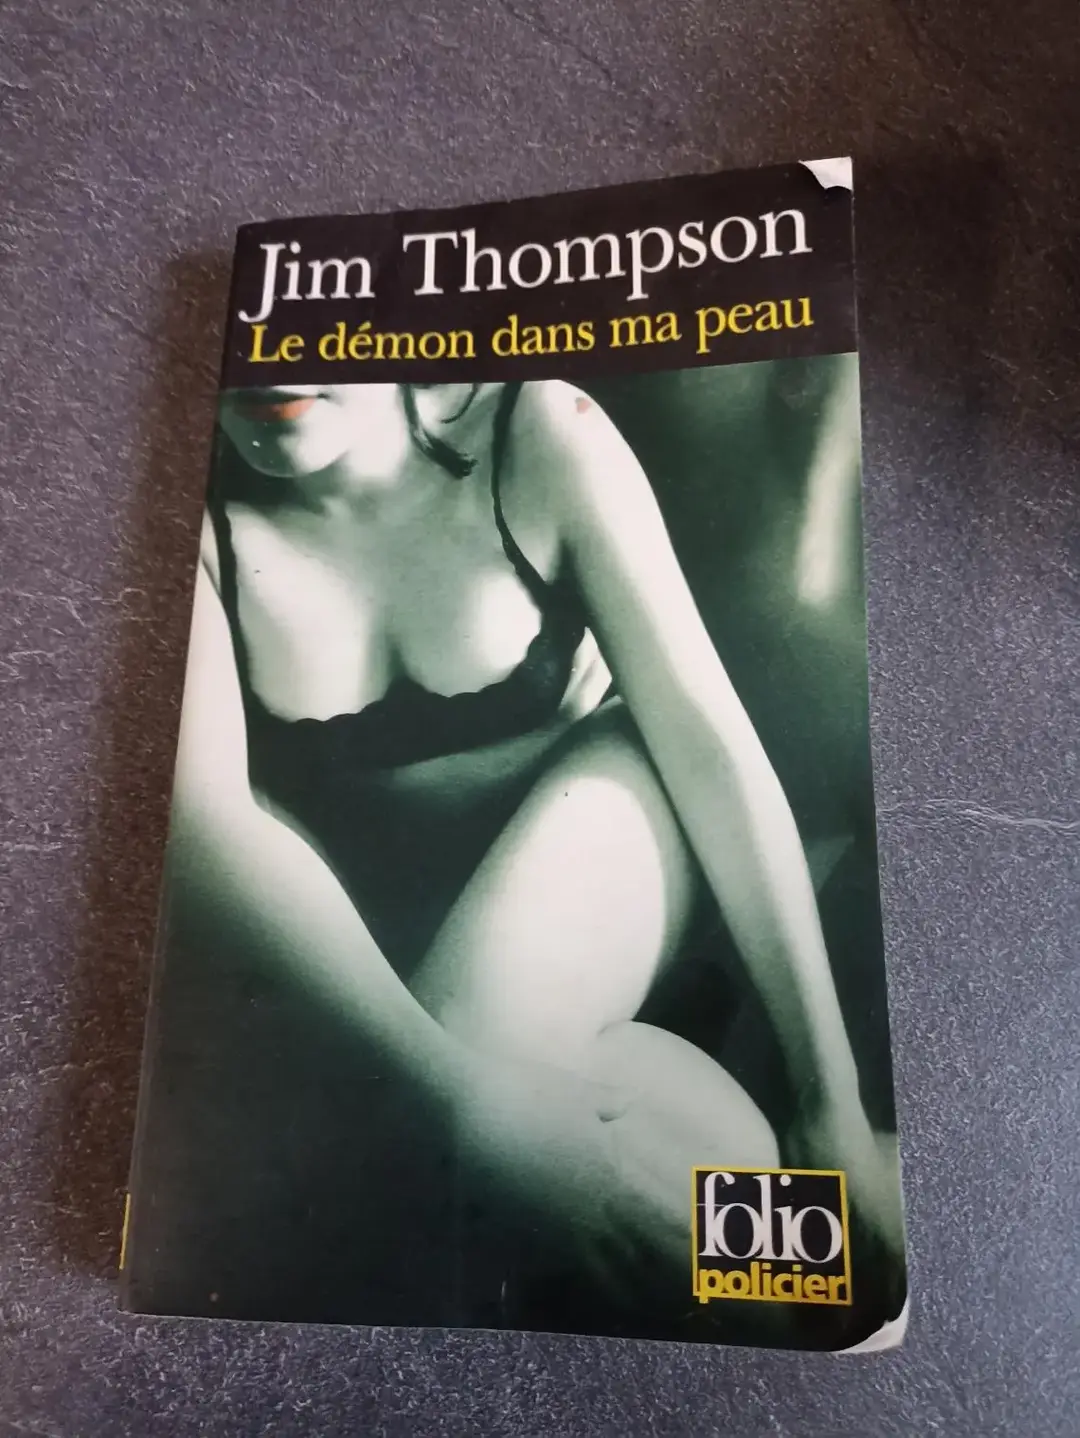 Jim Thompson
Le démon dans ma peau
folio
policier